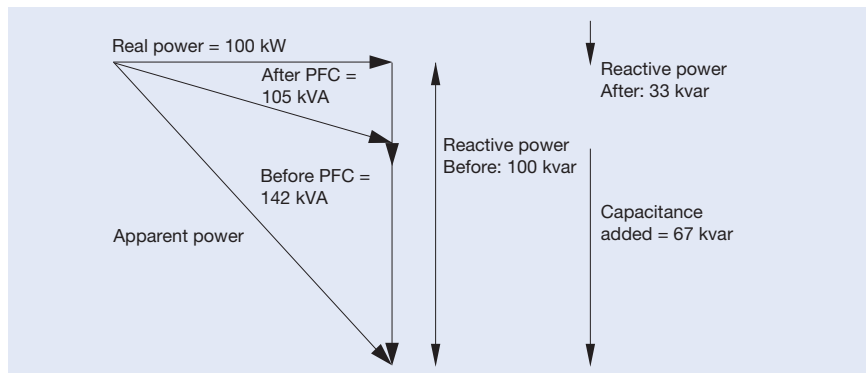 Real power = 100 kW
After PFC =
105 kVA
Reactive power
After: 33 kvar
Reactive power
Before: 100 kvar
Before PFC =
142 kVA
Apparent power
Capacitance
added = 67 kvar